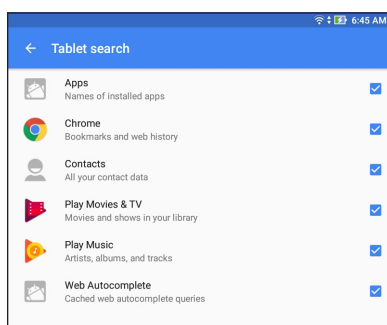 6:45 AM
Tablet search
Apps
Names of installed apps
Chrome
Bookmarks and web history
Contacts
All your contact data
Play Movies & TV
Movies and shows in your library
Play Music
Artists, albums, and tracks
Web Autocomplete
Cached web autocomplete queries